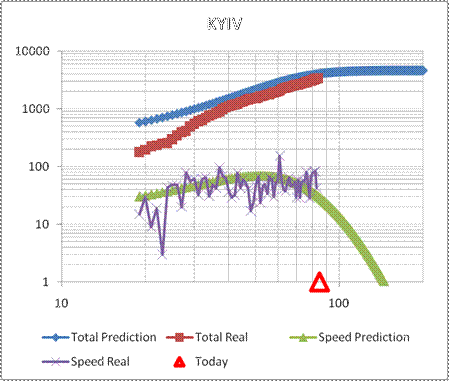 KYIV
10000
1000
100
10
1
10
100
Total Prediction
Total Real
Speed Prediction
Speed Real
Today